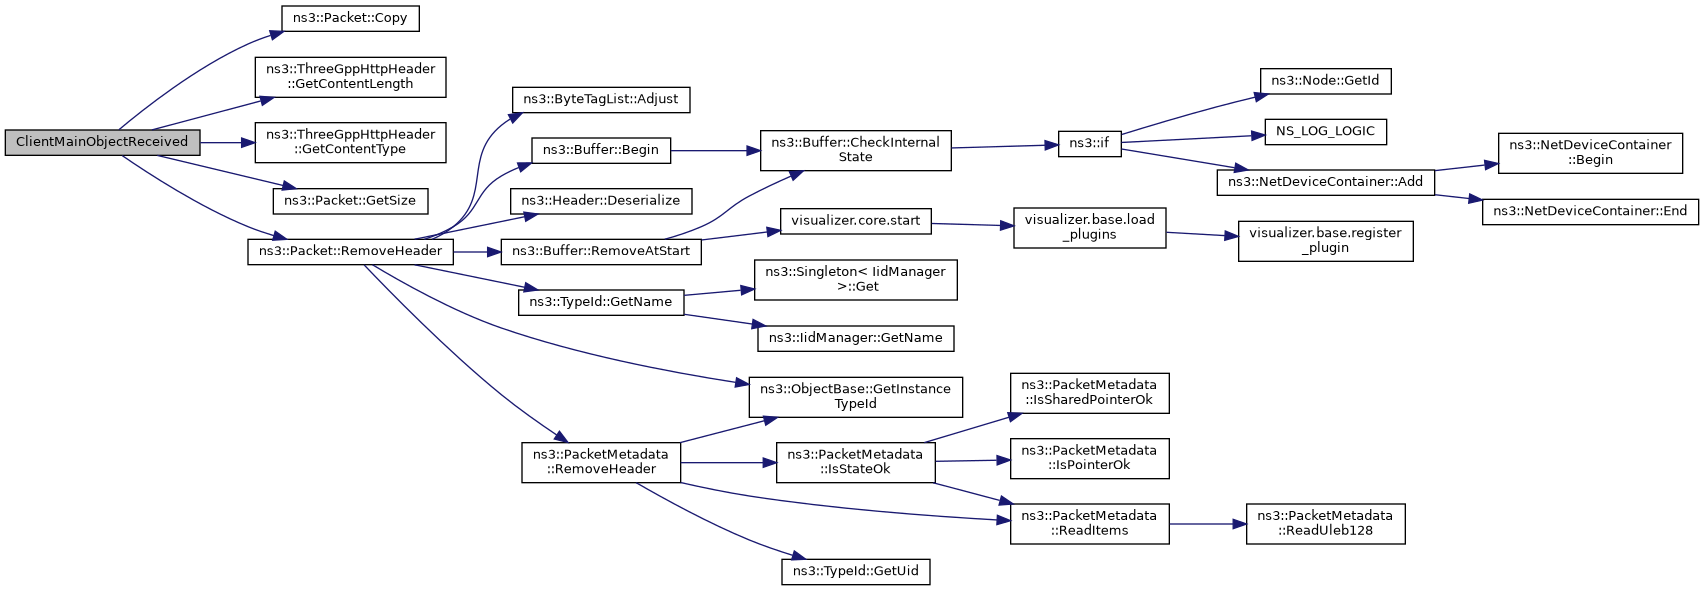 ClientMainObjectReceived
ns3::Packet::Copy
ns3::ThreeGppHttpHeader
::GetContentLength
ns3::ThreeGppHttpHeader
::GetContentType
ns3::Packet::GetSize
ns3::Packet::RemoveHeader
ns3::ByteTagList::Adjust
ns3::Buffer::Begin
ns3::Header::Deserialize
ns3::Buffer::RemoveAtStart
ns3::TypeId::GetName
ns3::PacketMetadata
::RemoveHeader
ns3::Buffer::CheckInternal
State
visualizer.core.start
ns3::Singleton< IidManager
>::Get
ns3::IidManager::GetName
ns3::ObjectBase::GetInstance
TypeId
ns3::PacketMetadata
::IsStateOk
ns3::TypeId::GetUid
ns3::if
visualizer.base.load
_plugins
ns3::PacketMetadata
::IsSharedPointerOk
ns3::PacketMetadata
::IsPointerOk
ns3::PacketMetadata
::ReadItems
ns3::Node::GetId
NS_LOG_LOGIC
ns3::NetDeviceContainer::Add
visualizer.base.register
_plugin
ns3::PacketMetadata
::ReadUleb128
ns3::NetDeviceContainer
::Begin
ns3::NetDeviceContainer::End